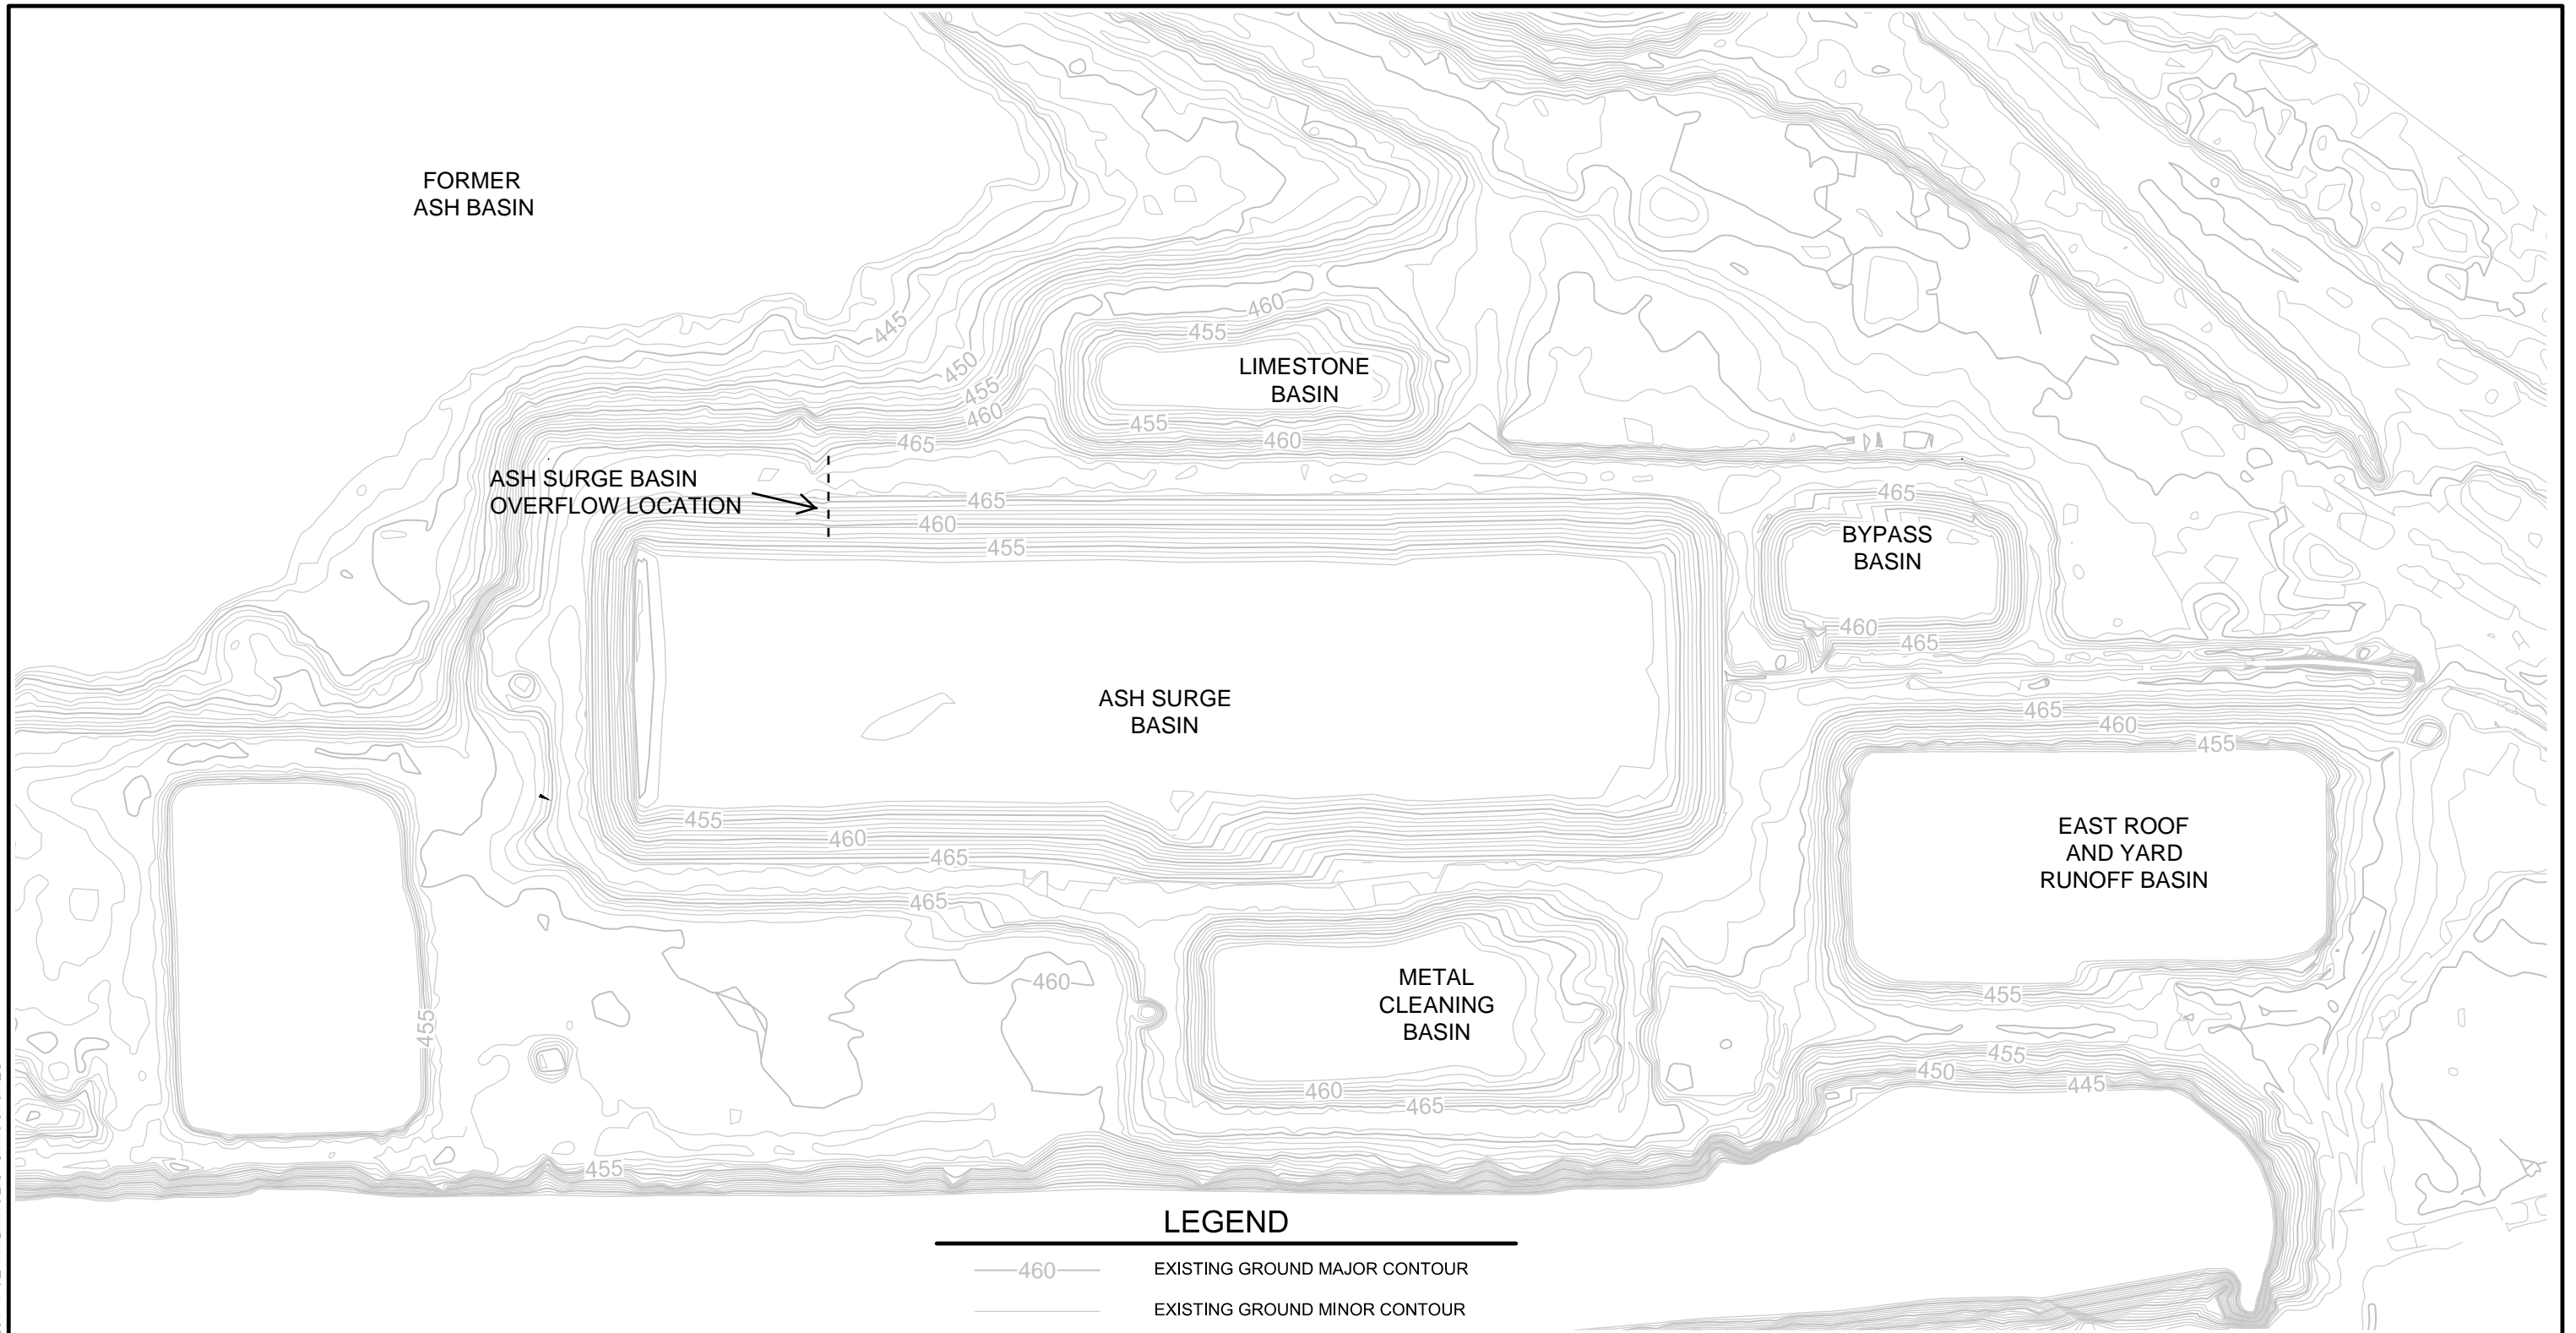 FORMER
ASH BASIN
460
455
445
LIMESTONE
BASIN
450
455
460
455
460
465
ASH SURGE BASIN
OVERFLOW LOCATION
465
460
455
465
BYPASS
BASIN
460
465
ASH SURGE
BASIN
465
460
455
455
460
465
EAST ROOF
AND YARD
RUNOFF BASIN
465
460
METAL
CLEANING
BASIN
455
455
455
450
445
460
465
455
LEGEND
460 EXISTING GROUND MAJOR CONTOUR
EXISTING GROUND MINOR CONTOUR